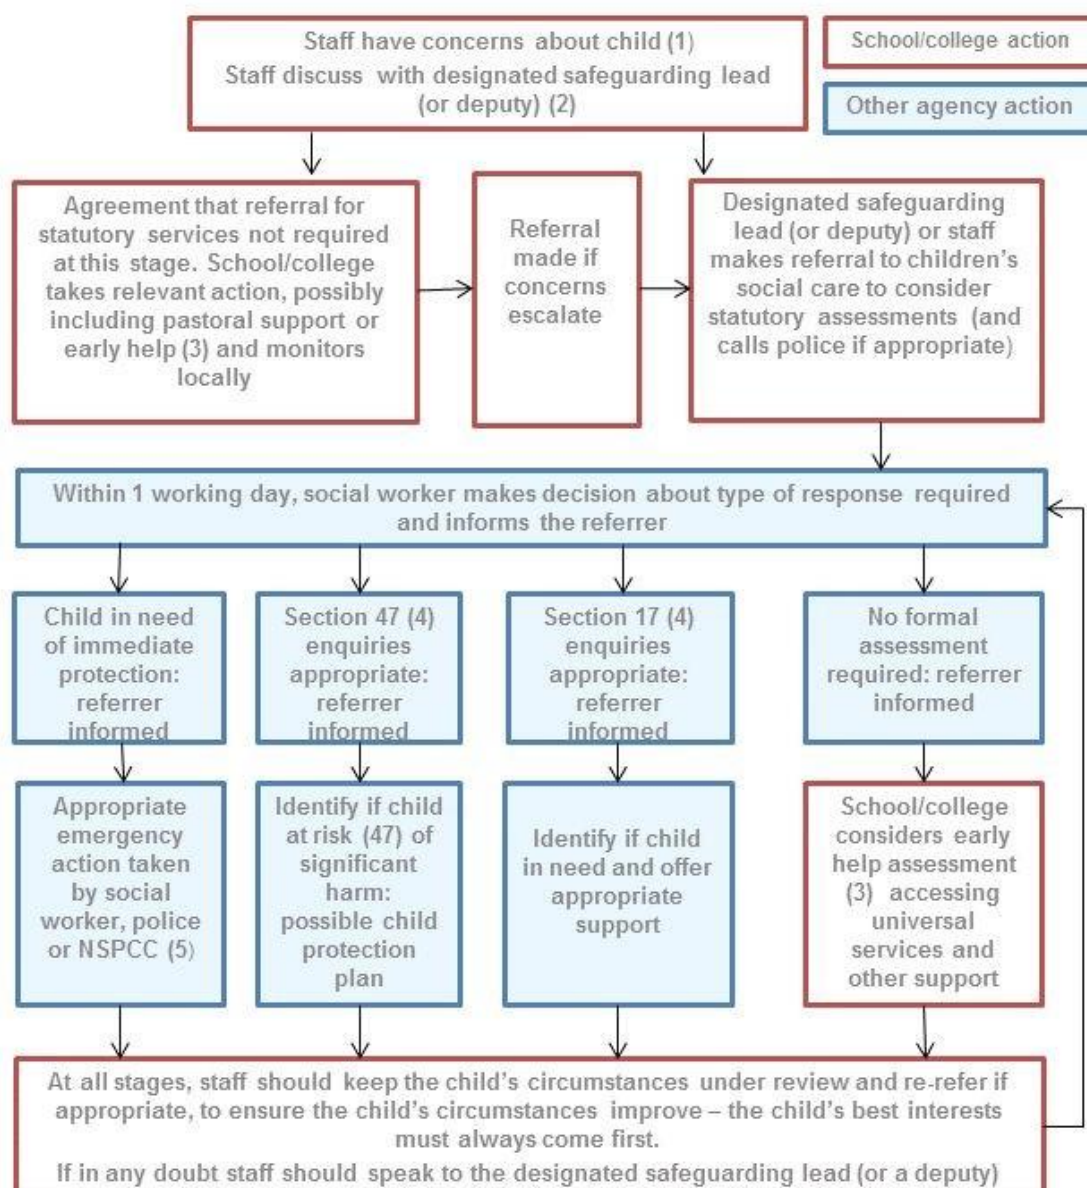 Staff have concerns about child (1)
Staff discuss with designated safeguarding lead
(or deputy) (2)
School/college action
Other agency action
Agreement that referral for
statutory services not required
at this stage. School/college
takes relevant action, possibly
including pastoral support or
early help (3) and monitors
locally
Referral
made if
concerns
escalate
Designated safeguarding
lead (or deputy) or staff
makes referral to children's
social care to consider
statutory assessments (and
calls police if appropriate)
Within 1 working day, social worker makes decision about type of response required
and informs the referrer
Child in need
of immediate
protection:
referrer
informed
Section 47 (4)
enquiries
appropriate:
referrer
informed
Section 17 (4)
enquiries
appropriate:
referrer
informed
No formal
assessment
required: referrer
informed
Appropriate
emergency
action taken
by social
worker, police
or NSPCC (5)
Identify if child
at risk (47) of
significant
harm:
possible child
protection
plan
Identify if child
in need and offer
appropriate
support
School/college
considers early
help assessment
(3) accessing
universal
services and
other support
At all stages, staff should keep the child's circumstances under review and re-refer if
appropriate, to ensure the child's circumstances improve – the child's best interests
must always come first.
If in any doubt staff should speak to the designated safeguarding lead (or a deputy)